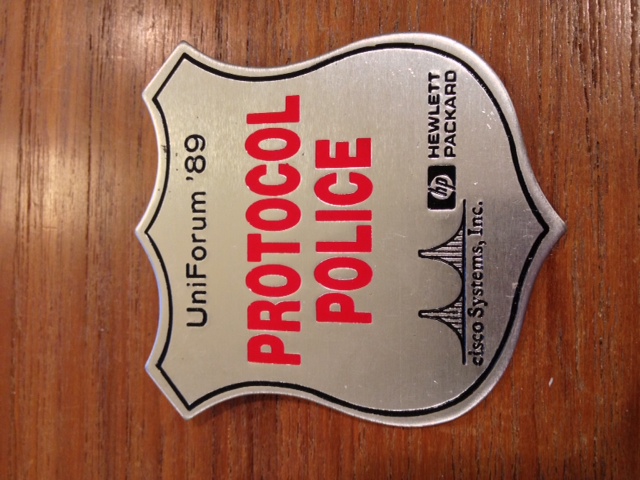 UniForum '89
PROTOCOL
POLICE
cisco Systems, Inc.
hp HEWLETT
PACKARD